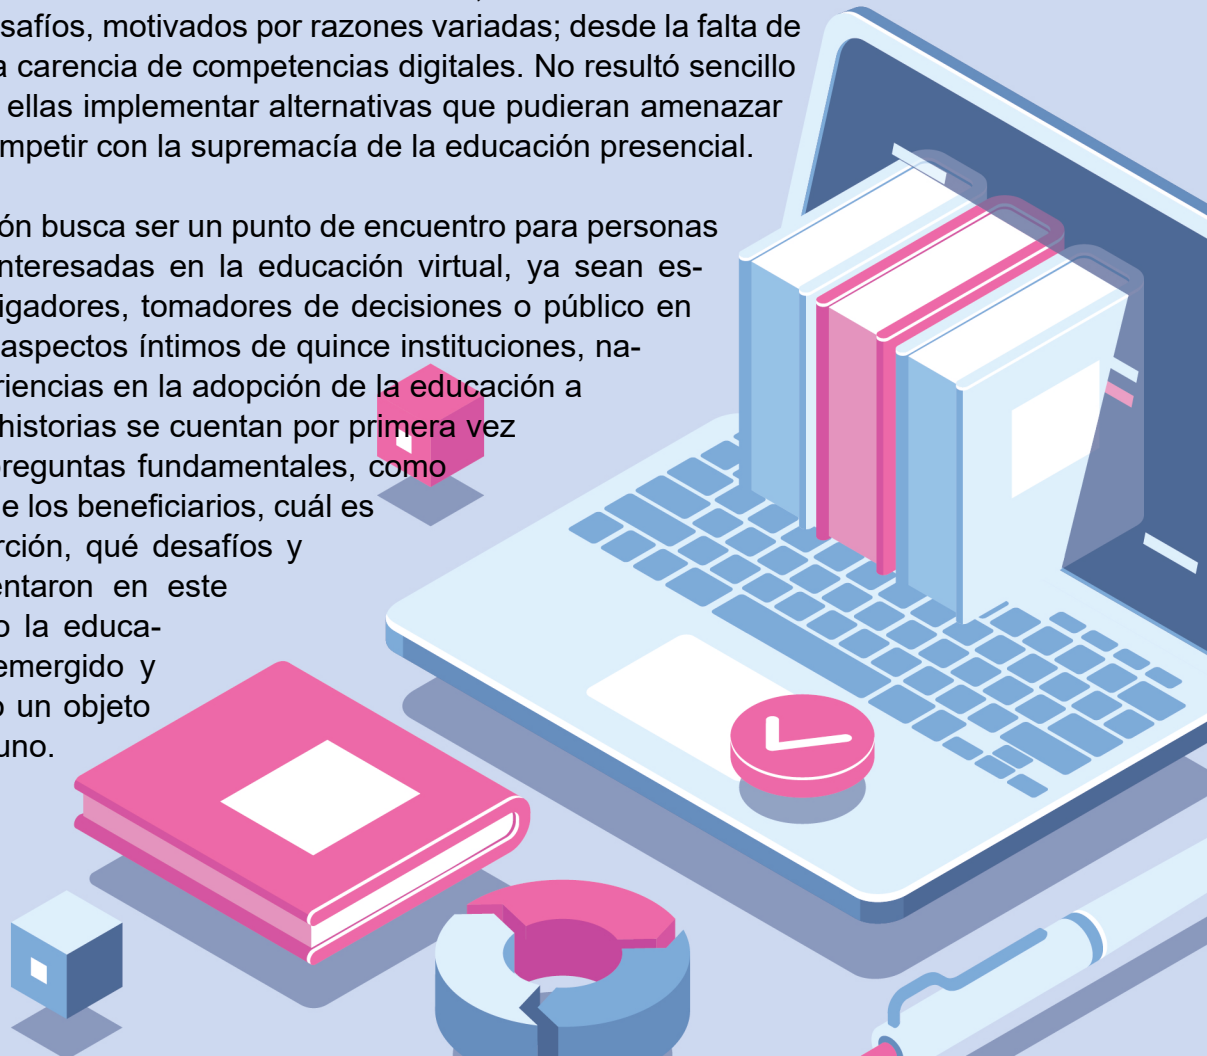 safíos, motivados por razones variadas; desde la falta de
a carencia de competencias digitales. No resultó sencillo
ellas implementar alternativas que pudieran amenazar
mpetir con la supremacía de la educación presencial.
ón busca ser un punto de encuentro para personas
nteresadas en la educación virtual, ya sean es-
igadores, tomadores de decisiones o público en
aspectos íntimos de quince instituciones, na-
riencias en la adopción de la educación a
historias se cuentan por primera vez
preguntas fundamentales, como
e los beneficiarios, cuál es
rción, qué desafíos y
entaron en este
o la educa-
emergido y
o un objeto
uno.